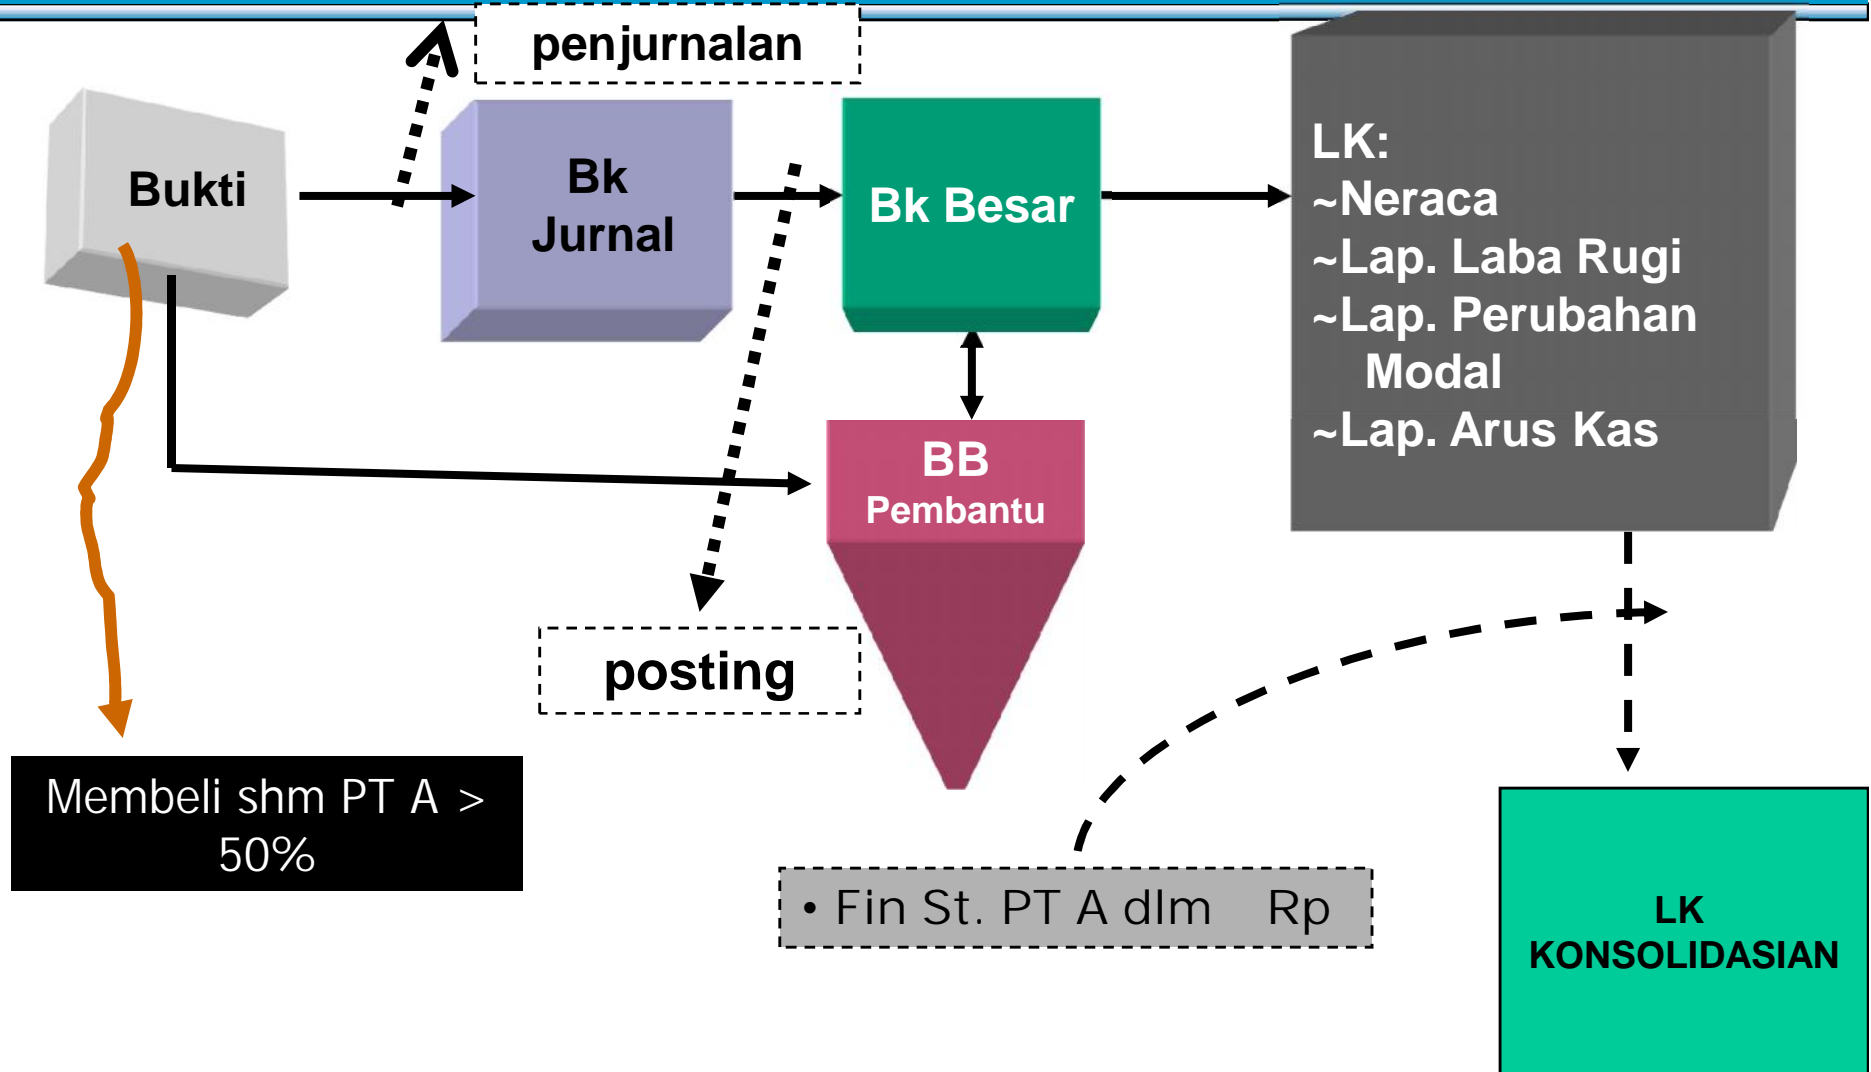 penjurnalan
Bukti
Bk
Jurnal
Bk Besar
LK:
~Neraca
~Lap. Laba Rugi
~Lap. Perubahan
Modal
~Lap. Arus Kas
BB
Pembantu
posting
Membeli shm PT A >
50%
• Fin St. PT A dlm Rp
LK
KONSOLIDASIAN